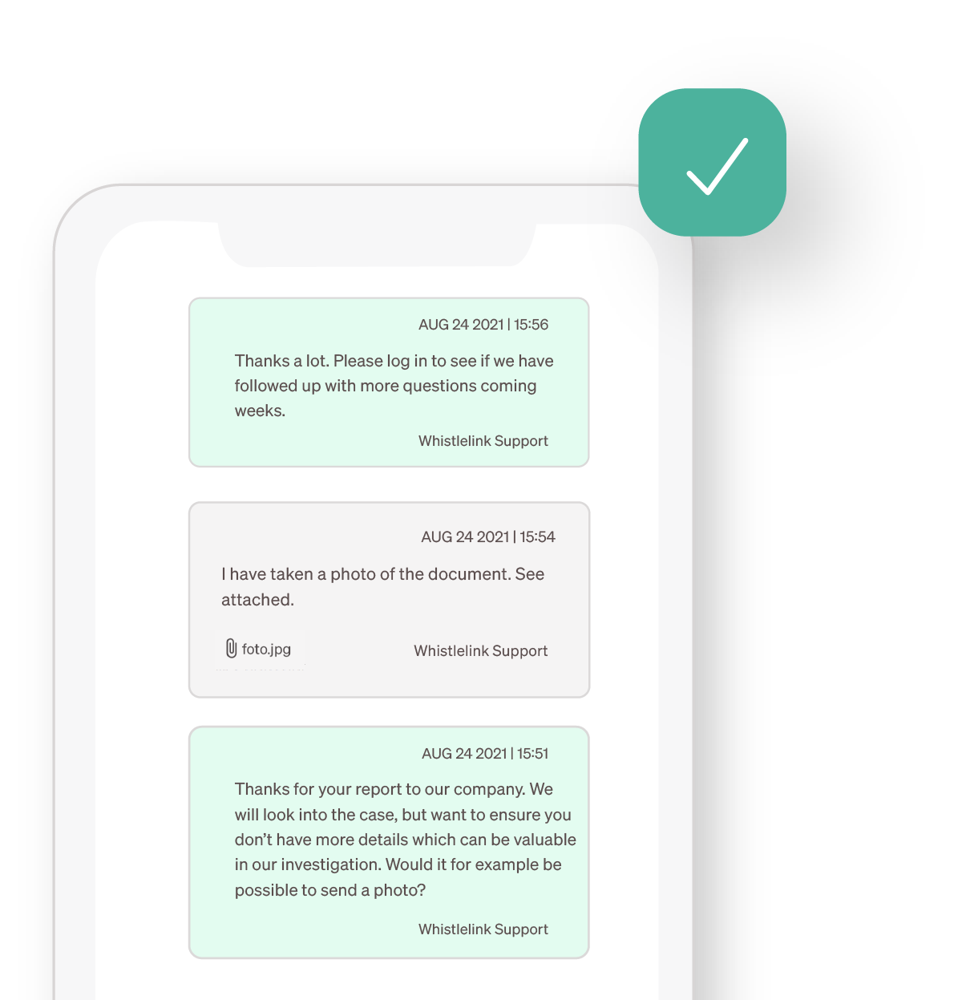 AUG 24 2021 | 15:56
Thanks a lot. Please log in to see if we have
followed up with more questions coming
weeks.
Whistlelink Support
AUG 24 2021 | 15:54
I have taken a photo of the document. See
attached.
foto.jpg
Whistlelink Support
AUG 24 2021 | 15:51
Thanks for your report to our company. We
will look into the case, but want to ensure you
don’t have more details which can be valuable
in our investigation. Would it for example be
possible to send a photo?
Whistlelink Support